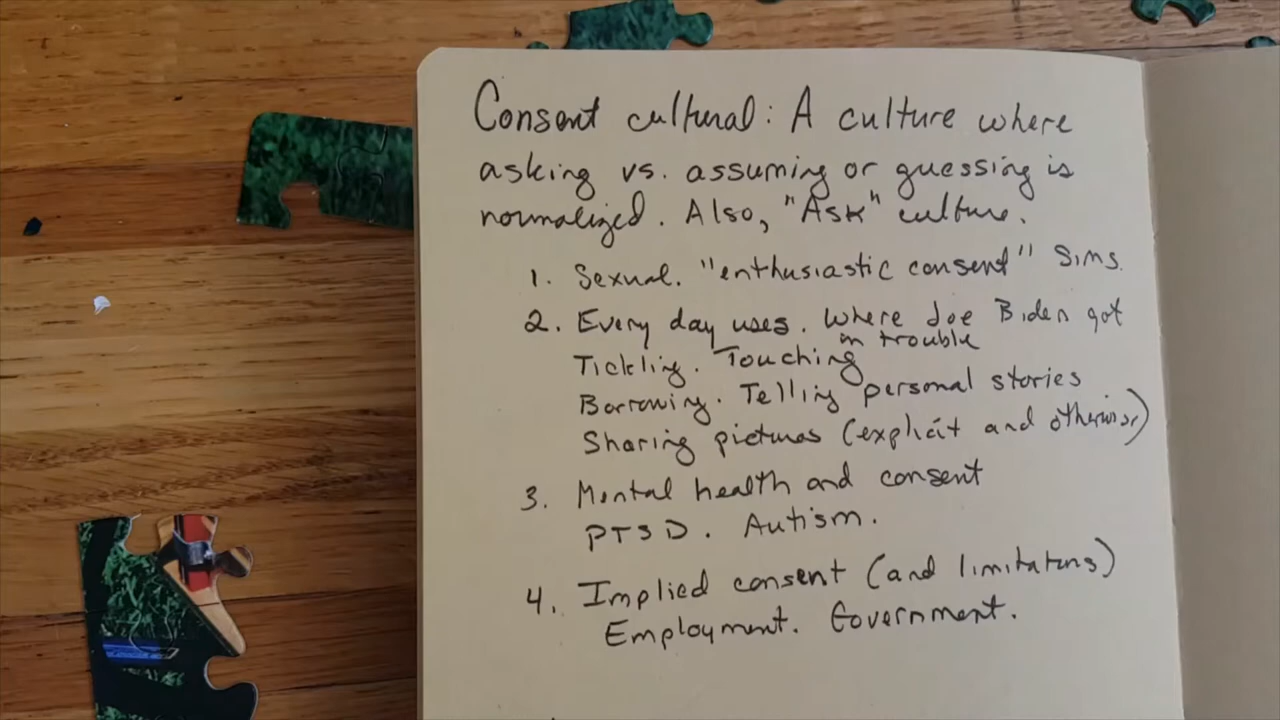 Consent cultural: A culture where
asking vs. assuming or guessing is
normalized. Also, "Ask" culture.
1. Sexual. "enthusiastic consent" Sims.
2. Every day uses. Where Joe Biden got
in trouble
Tickling. Touching
Borrowing. Telling personal stories
Sharing pictures (explicit and otherwise)
3. Mental health and consent
PTSD. Autism.
4. Implied consent (and limitations)
Employment. Government.